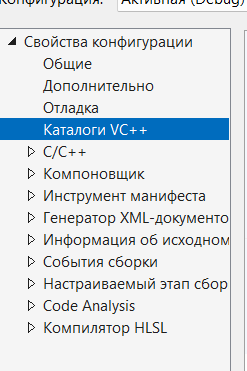 Конфигурация: Активная (Debug)
Свойства конфигурации
Общие
Дополнительно
Отладка
Каталоги VC++
C/C++
Компоновщик
Инструмент манифеста
Генератор XML-документо
Информация об исходном
События сборки
Настраиваемый этап сбор
Code Analysis
Компилятор HLSL